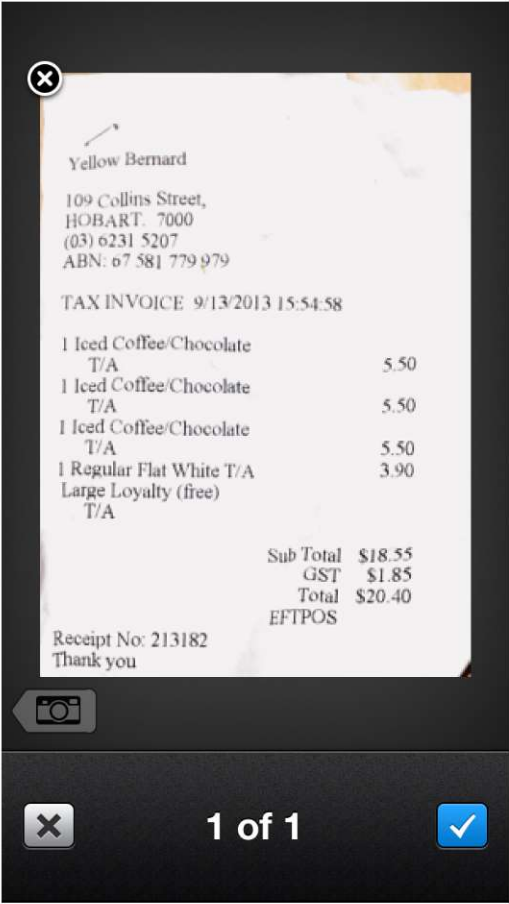 Yellow Bernard
109 Collins Street,
HOBART. 7000
(03) 6231 5207
ABN: 67 581 779 979
TAX INVOICE 9/13/2013 15:54:58
1 Iced Coffee/Chocolate
T/A 5.50
1 Iced Coffee/Chocolate
T/A 5.50
1 Iced Coffee/Chocolate
T/A 5.50
1 Regular Flat White T/A 3.90
Large Loyalty (free)
T/A
Sub Total $18.55
GST $1.85
Total $20.40
EFTPOS
Receipt No: 213182
Thank you
1 of 1